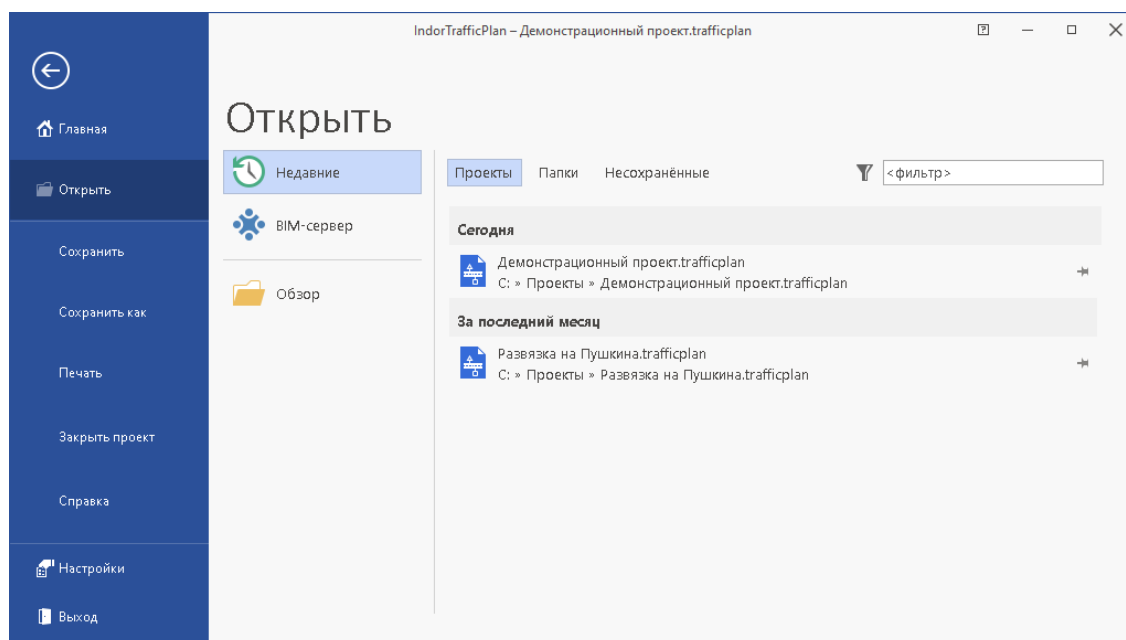 IndorTrafficPlan – Демонстрационный проект.trafficplan
Главная
Открыть
Сохранить
Сохранить как
Печать
Закрыть проект
Справка
Настройки
Выход
Открыть
Недавние
BIM-сервер
Обзор
Проекты Папки Несохранённые <фильтр>
Сегодня
Демонстрационный проект.trafficplan
C: » Проекты » Демонстрационный проект.trafficplan
За последний месяц
Развязка на Пушкина.trafficplan
C: » Проекты » Развязка на Пушкина.trafficplan